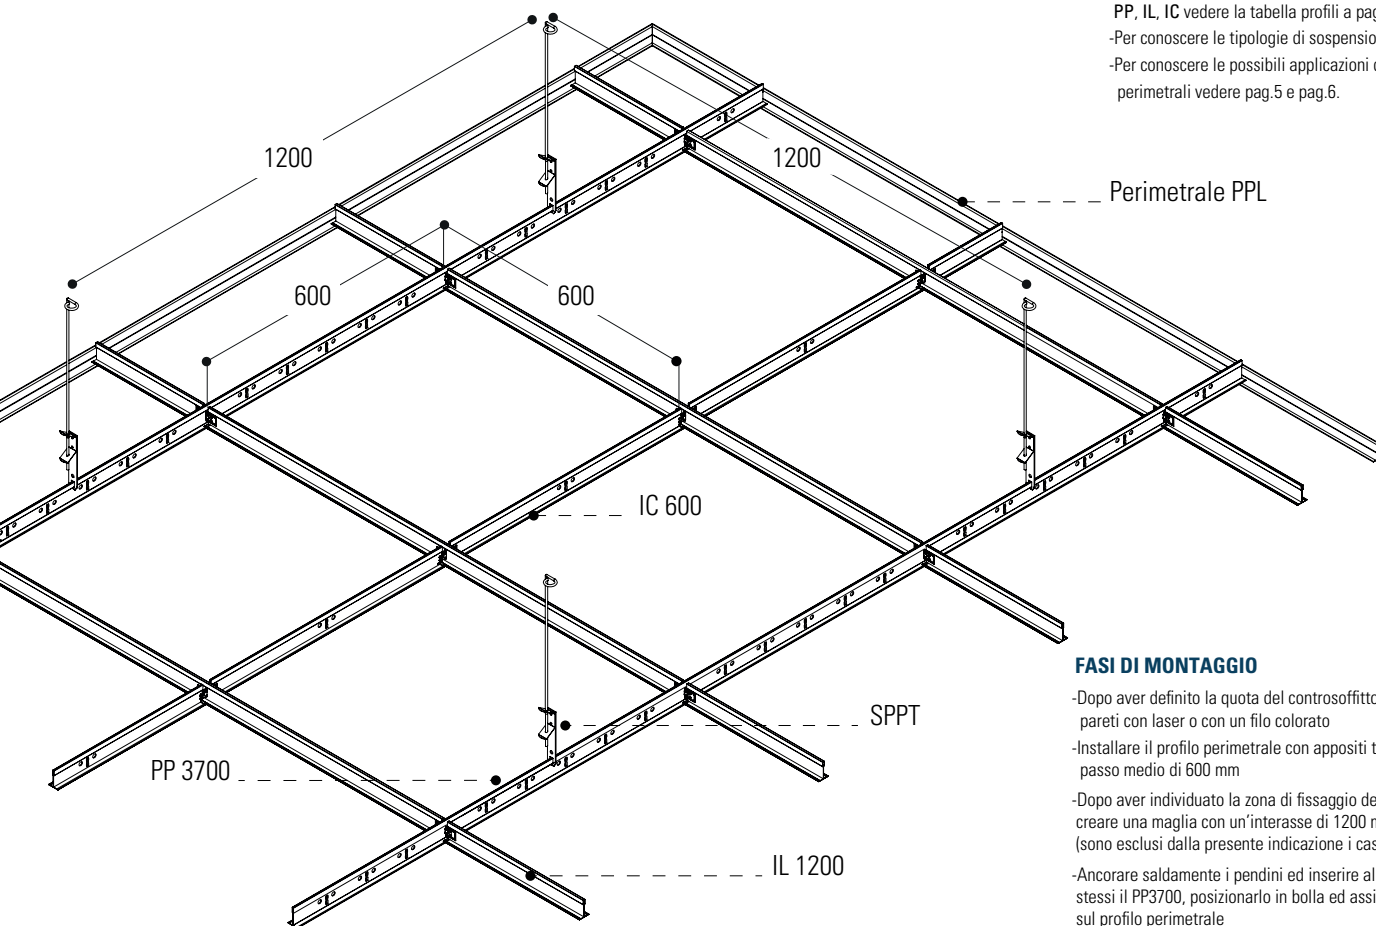 PP, IL, IC vedere la tabella profili a pag
-Per conoscere le tipologie di sospensio
-Per conoscere le possibili applicazioni
perimetrali vedere pag.5 e pag.6.
1200
1200
Perimetrale PPL
600
600
IC 600
SPPT
PP 3700
IL 1200
FASI DI MONTAGGIO
-Dopo aver definito la quota del controsoffitto
pareti con laser o con un filo colorato
-Installare il profilo perimetrale con appositi t
passo medio di 600 mm
-Dopo aver individuato la zona di fissaggio de
creare una maglia con un'interasse di 1200
(sono esclusi dalla presente indicazione i cas
-Ancorare saldamente i pendini ed inserire al
stessi il PP3700, posizionarlo in bolla ed assi
sul profilo perimetrale